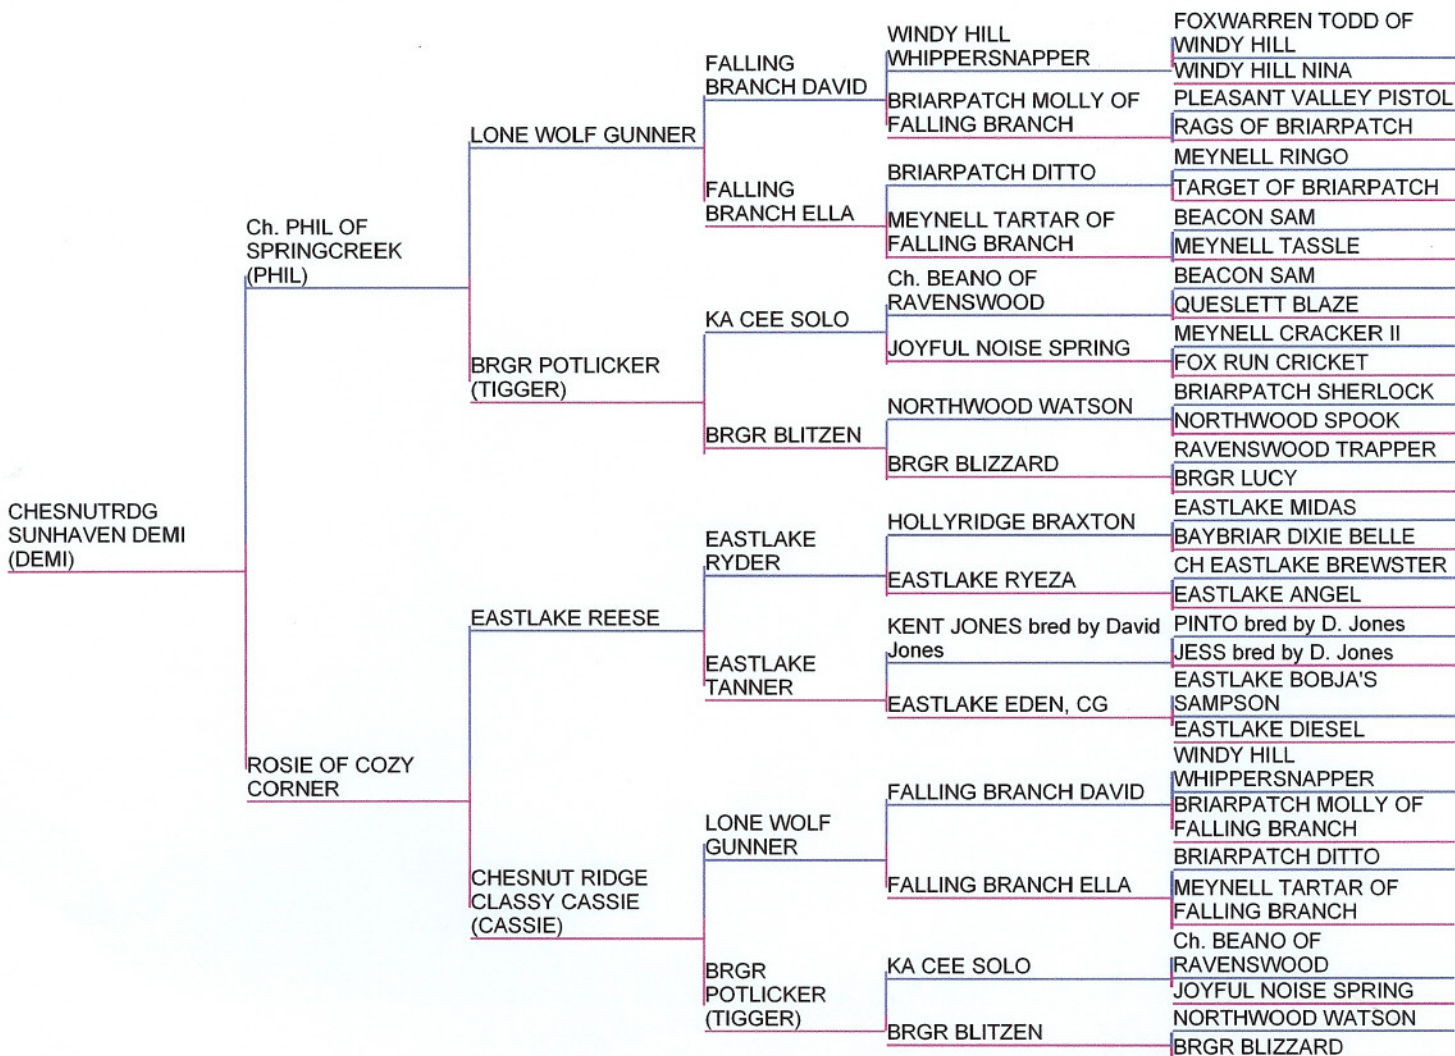 CHESNUTRDG
SUNHAVEN DEMI
(DEMI)
Ch. PHIL OF
SPRINGCREEK
(PHIL)
ROSIE OF COZY
CORNER
LONE WOLF GUNNER
BRGR POTLICKER
(TIGGER)
EASTLAKE REESE
CHESNUT RIDGE
CLASSY CASSIE
(CASSIE)
FALLING
BRANCH DAVID
FALLING
BRANCH ELLA
KA CEE SOLO
BRGR BLITZEN
EASTLAKE
RYDER
EASTLAKE
TANNER
LONE WOLF
GUNNER
BRGR
POTLICKER
(TIGGER)
WINDY HILL
WHIPPERSNAPPER
BRIARPATCH MOLLY OF
FALLING BRANCH
BRIARPATCH DITTO
MEYNELL TARTAR OF
FALLING BRANCH
Ch. BEANO OF
RAVENSWOOD
JOYFUL NOISE SPRING
NORTHWOOD WATSON
BRGR BLIZZARD
HOLLYRIDGE BRAXTON
EASTLAKE RYEZA
KENT JONES bred by David
Jones
EASTLAKE EDEN, CG
FALLING BRANCH DAVID
FALLING BRANCH ELLA
KA CEE SOLO
BRGR BLITZEN
FOXWARREN TODD OF
WINDY HILL
WINDY HILL NINA
PLEASANT VALLEY PISTOL
RAGS OF BRIARPATCH
MEYNELL RINGO
TARGET OF BRIARPATCH
BEACON SAM
MEYNELL TASSLE
BEACON SAM
QUESLETT BLAZE
MEYNELL CRACKER II
FOX RUN CRICKET
BRIARPATCH SHERLOCK
NORTHWOOD SPOOK
RAVENSWOOD TRAPPER
BRGR LUCY
EASTLAKE MIDAS
BAYBRIAR DIXIE BELLE
CH EASTLAKE BREWSTER
EASTLAKE ANGEL
PINTO bred by D. Jones
JESS bred by D. Jones
EASTLAKE BOBJA'S
SAMPSON
EASTLAKE DIESEL
WINDY HILL
WHIPPERSNAPPER
BRIARPATCH MOLLY OF
FALLING BRANCH
BRIARPATCH DITTO
MEYNELL TARTAR OF
FALLING BRANCH
Ch. BEANO OF
RAVENSWOOD
JOYFUL NOISE SPRING
NORTHWOOD WATSON
BRGR BLIZZARD